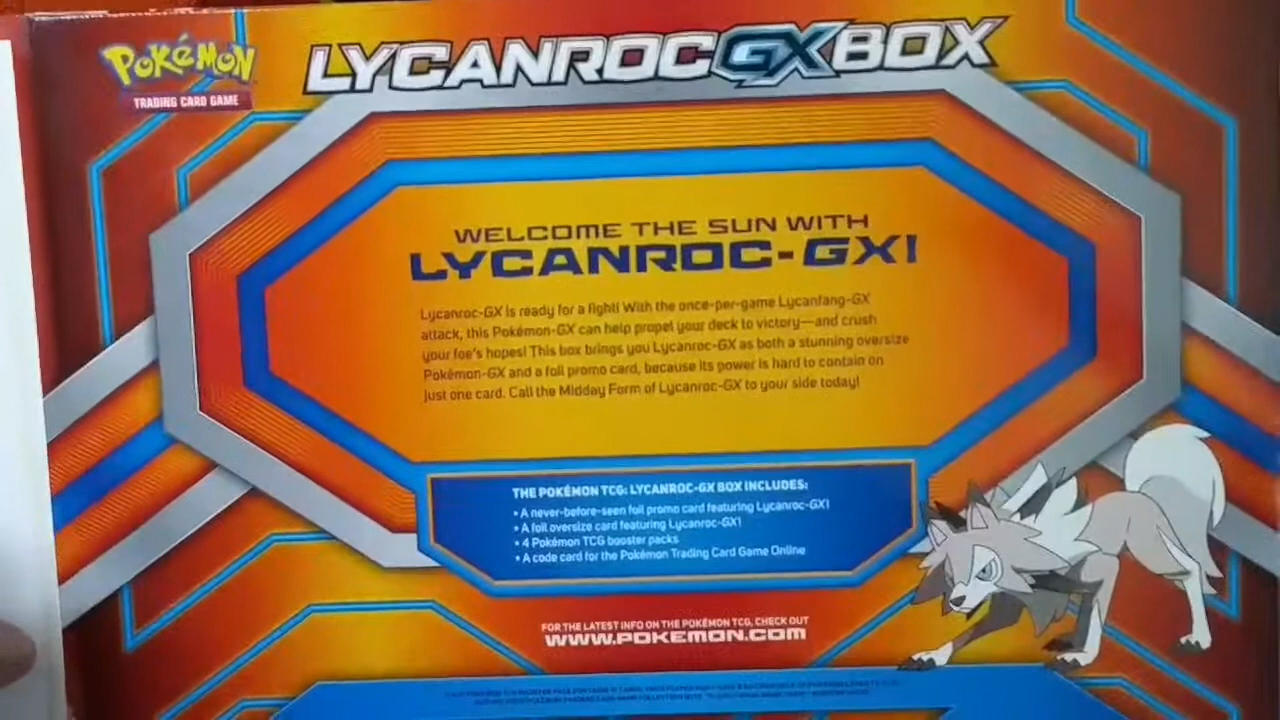 Pokémon
TRADING CARD GAME
LYCANROC GX BOX
WELCOME THE SUN WITH
LYCANROC-GX!
Lycanroc-GX is ready for a fight! With the once-per-game Lycanfang-GX
attack, this Pokémon-GX can help propel your deck to victory—and crush
your foe's hopes! This box brings you Lycanroc-GX as both a stunning oversize
Pokémon-GX and a foil promo card, because its power is hard to contain on
just one card. Call the Midday Form of Lycanroc-GX to your side today!
THE POKÉMON TCG: LYCANROC-GX BOX INCLUDES:
• A never-before-seen foil promo card featuring Lycanroc-GX!
• A foil oversize card featuring Lycanroc-GX!
• 4 Pokémon TCG booster packs
• A code card for the Pokémon Trading Card Game Online
FOR THE LATEST INFO ON THE POKÉMON TCG, CHECK OUT
WWW.POKEMON.COM